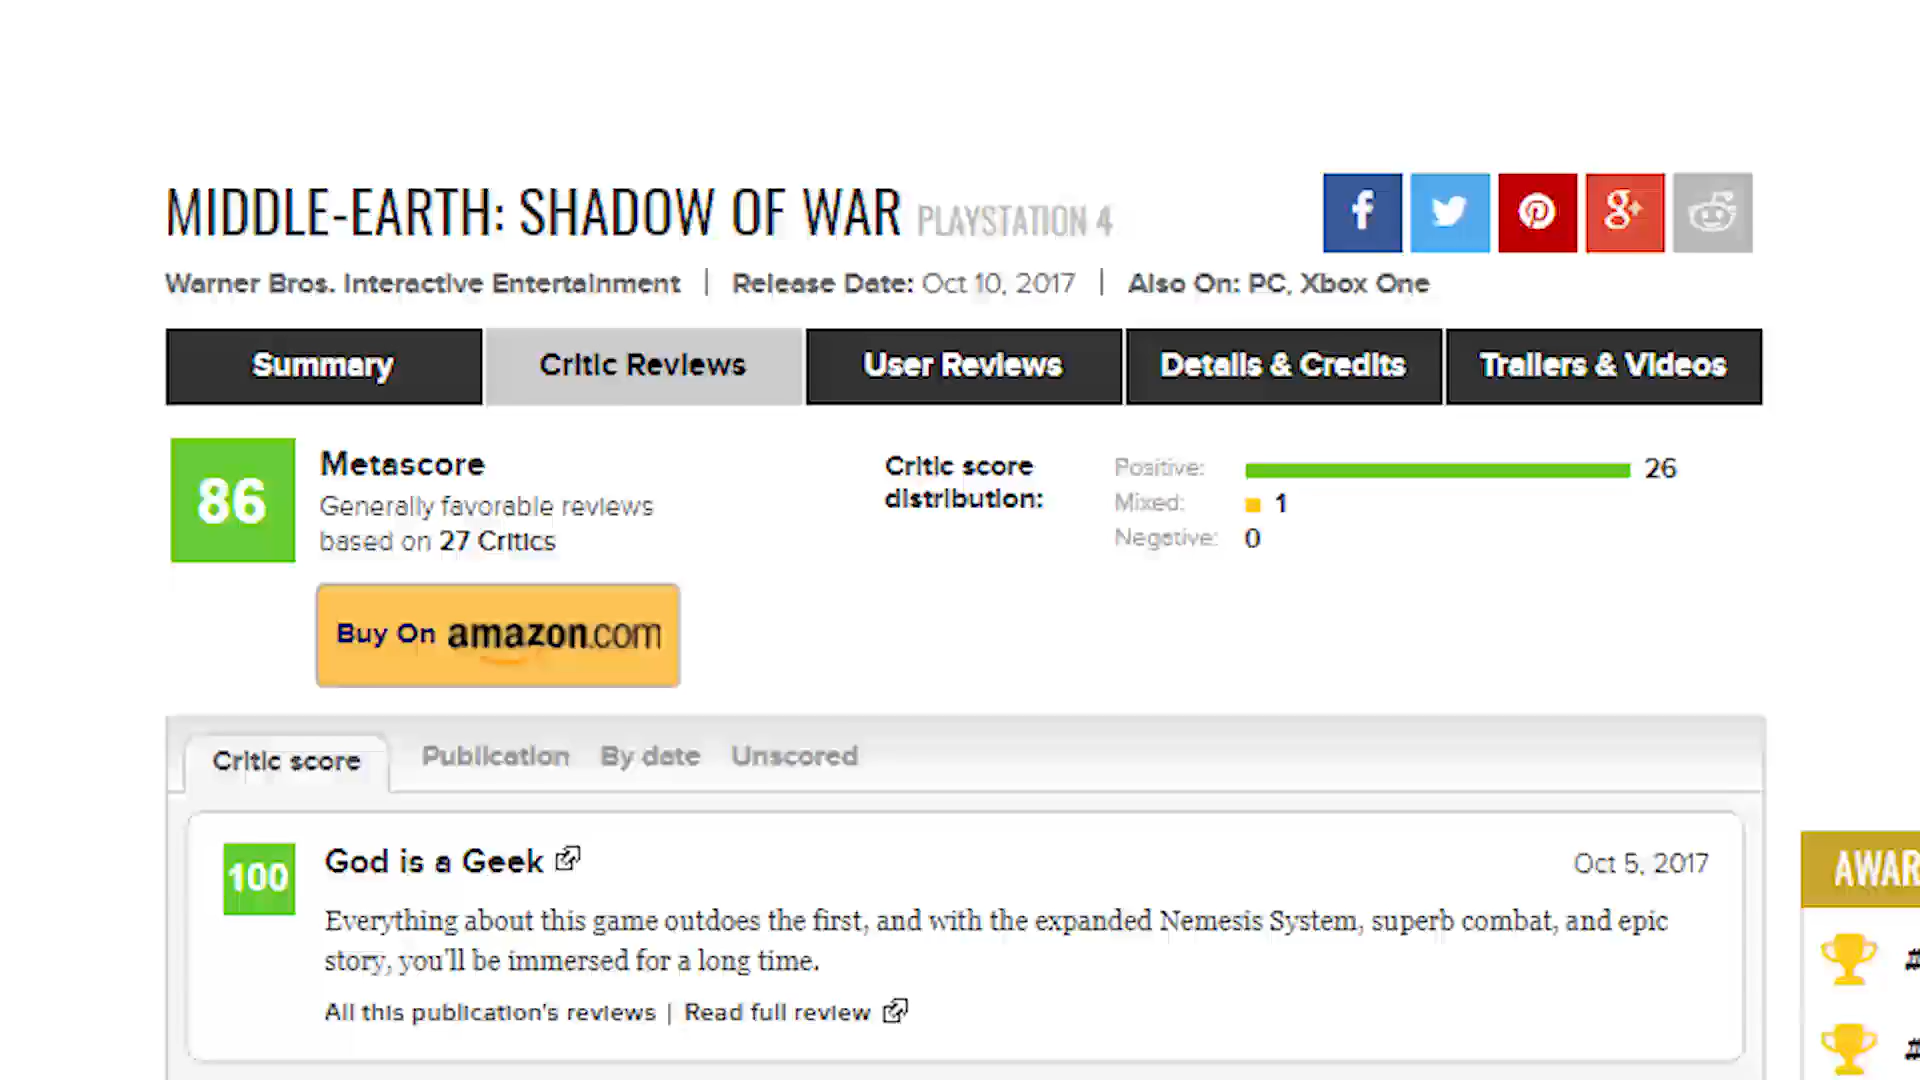 MIDDLE-EARTH: SHADOW OF WAR PLAYSTATION 4
Warner Bros. Interactive Entertainment | Release Date: Oct 10, 2017 | Also On: PC, Xbox One
Summary Critic Reviews User Reviews Details & Credits Trailers & Videos
86
Metascore
Generally favorable reviews
based on 27 Critics
Critic score
distribution:
Positive: 26
Mixed: 1
Negative: 0
Buy On amazon.com
Critic score Publication By date Unscored
100
God is a Geek
Oct 5, 2017
Everything about this game outdoes the first, and with the expanded Nemesis System, superb combat, and epic
story, you'll be immersed for a long time.
All this publication's reviews | Read full review